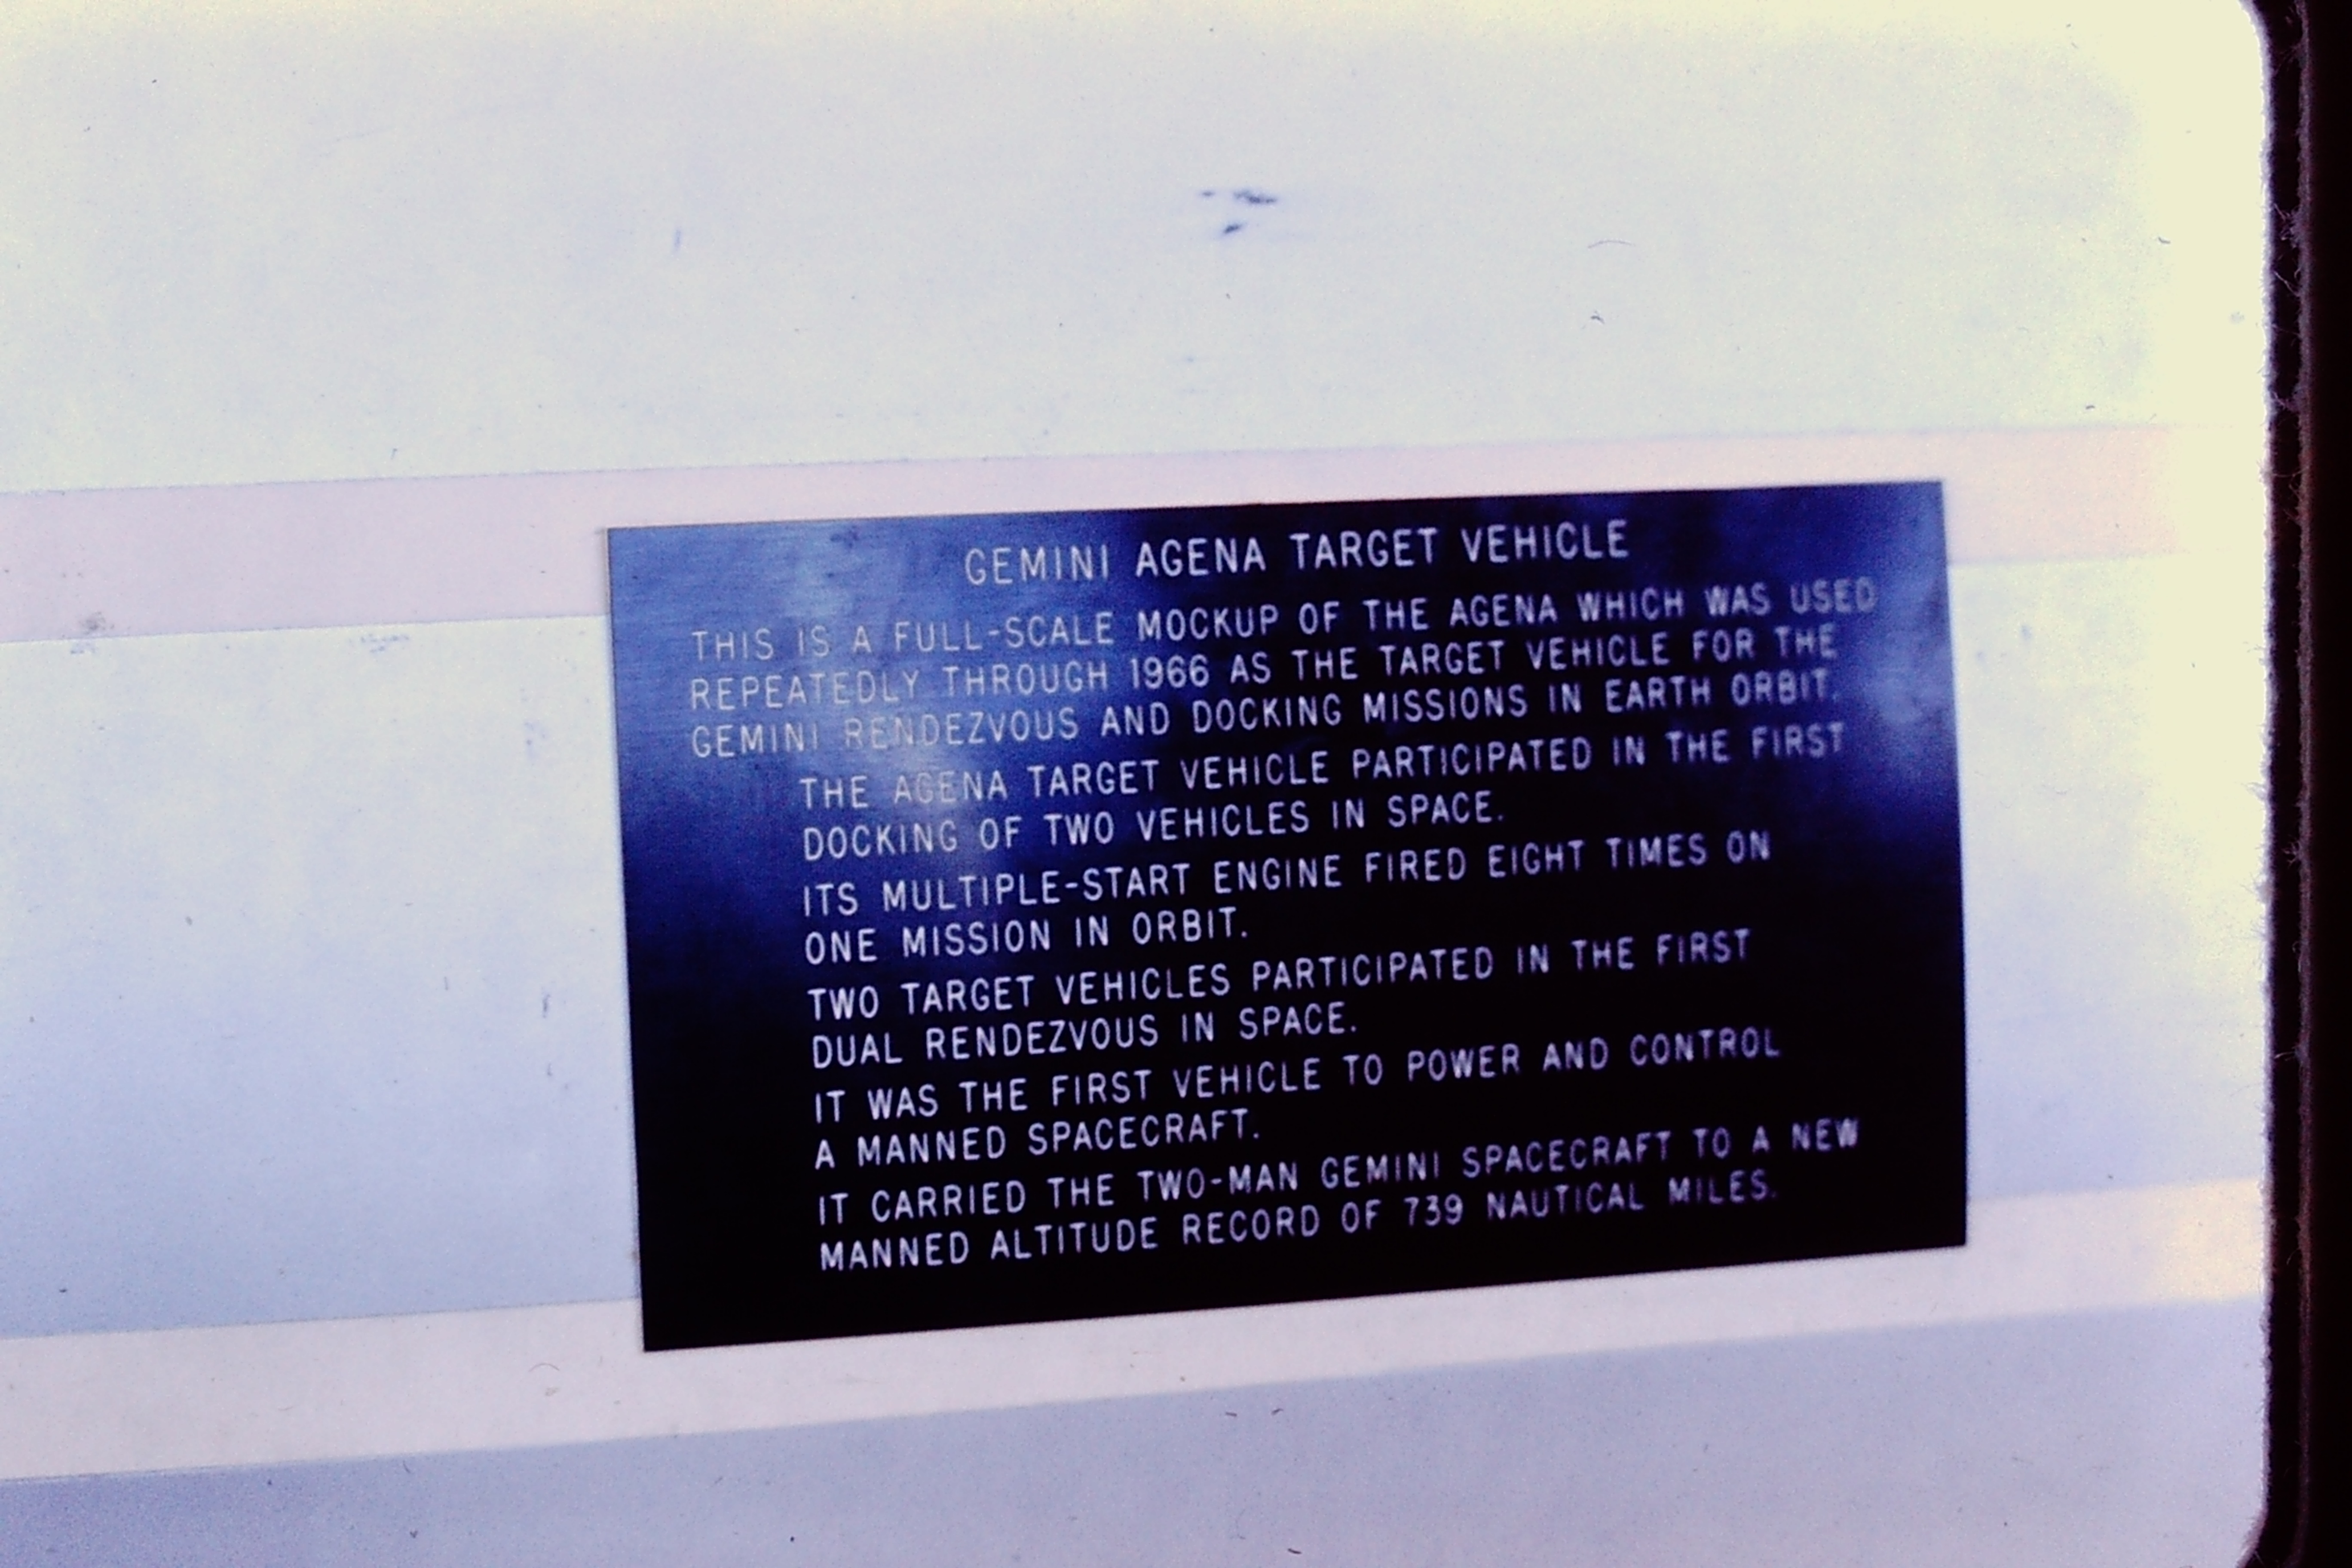 GEMINI AGENA TARGET VEHICLE
THIS IS A FULL-SCALE MOCKUP OF THE AGENA WHICH WAS USED
REPEATEDLY THROUGH 1966 AS THE TARGET VEHICLE FOR THE
GEMINI RENDEZVOUS AND DOCKING MISSIONS IN EARTH ORBIT.
THE AGENA TARGET VEHICLE PARTICIPATED IN THE FIRST
DOCKING OF TWO VEHICLES IN SPACE.
ITS MULTIPLE-START ENGINE FIRED EIGHT TIMES ON
ONE MISSION IN ORBIT.
TWO TARGET VEHICLES PARTICIPATED IN THE FIRST
DUAL RENDEZVOUS IN SPACE.
IT WAS THE FIRST VEHICLE TO POWER AND CONTROL
A MANNED SPACECRAFT.
IT CARRIED THE TWO-MAN GEMINI SPACECRAFT TO A NEW
MANNED ALTITUDE RECORD OF 739 NAUTICAL MILES.